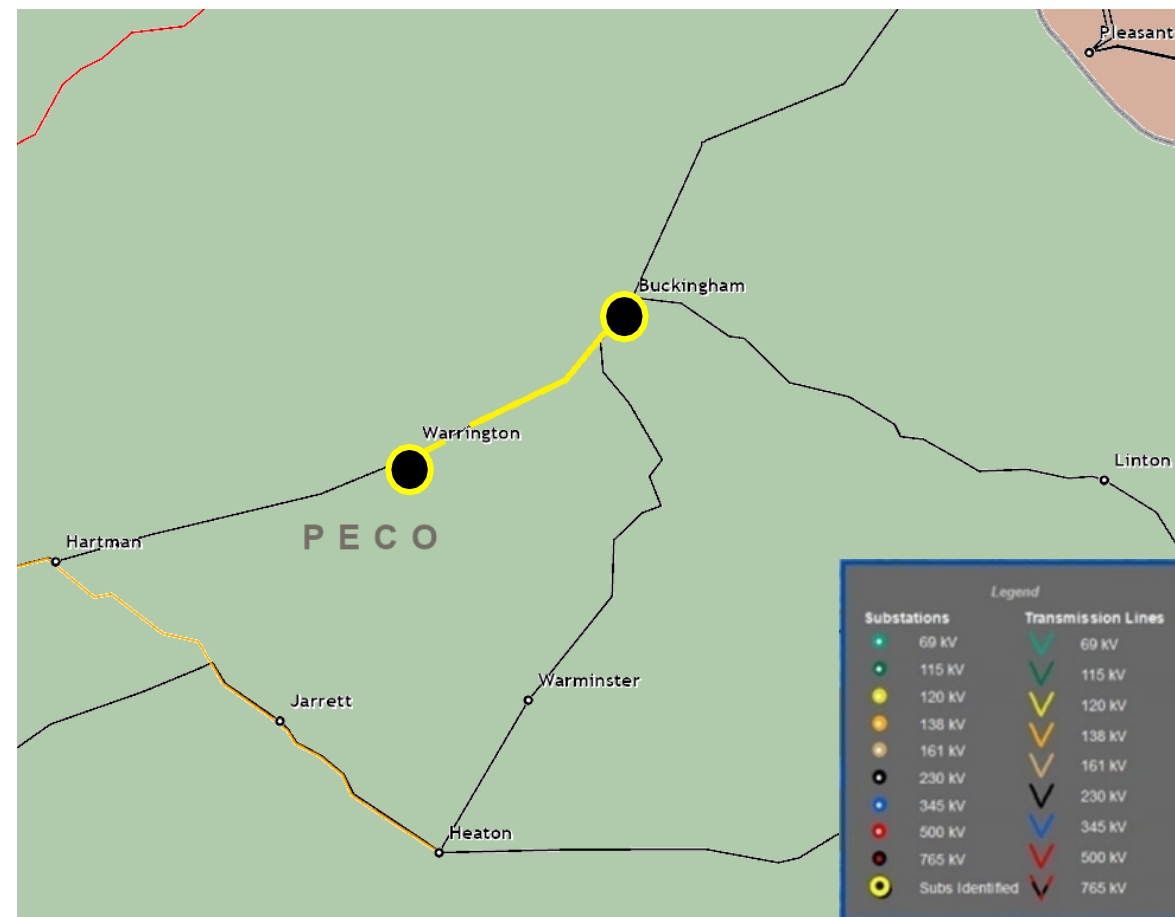 Pleasant
Buckingham
Warrington
Linton
PECO
Hartman
Warminster
Jarrett
Heaton
Legend
Substations Transmission Lines
69 kV 69 kV
115 kV 115 kV
120 kV 120 kV
138 kV 138 kV
161 kV 161 kV
230 kV 230 kV
345 kV 345 kV
500 kV 500 kV
765 kV 765 kV
Subs Identified